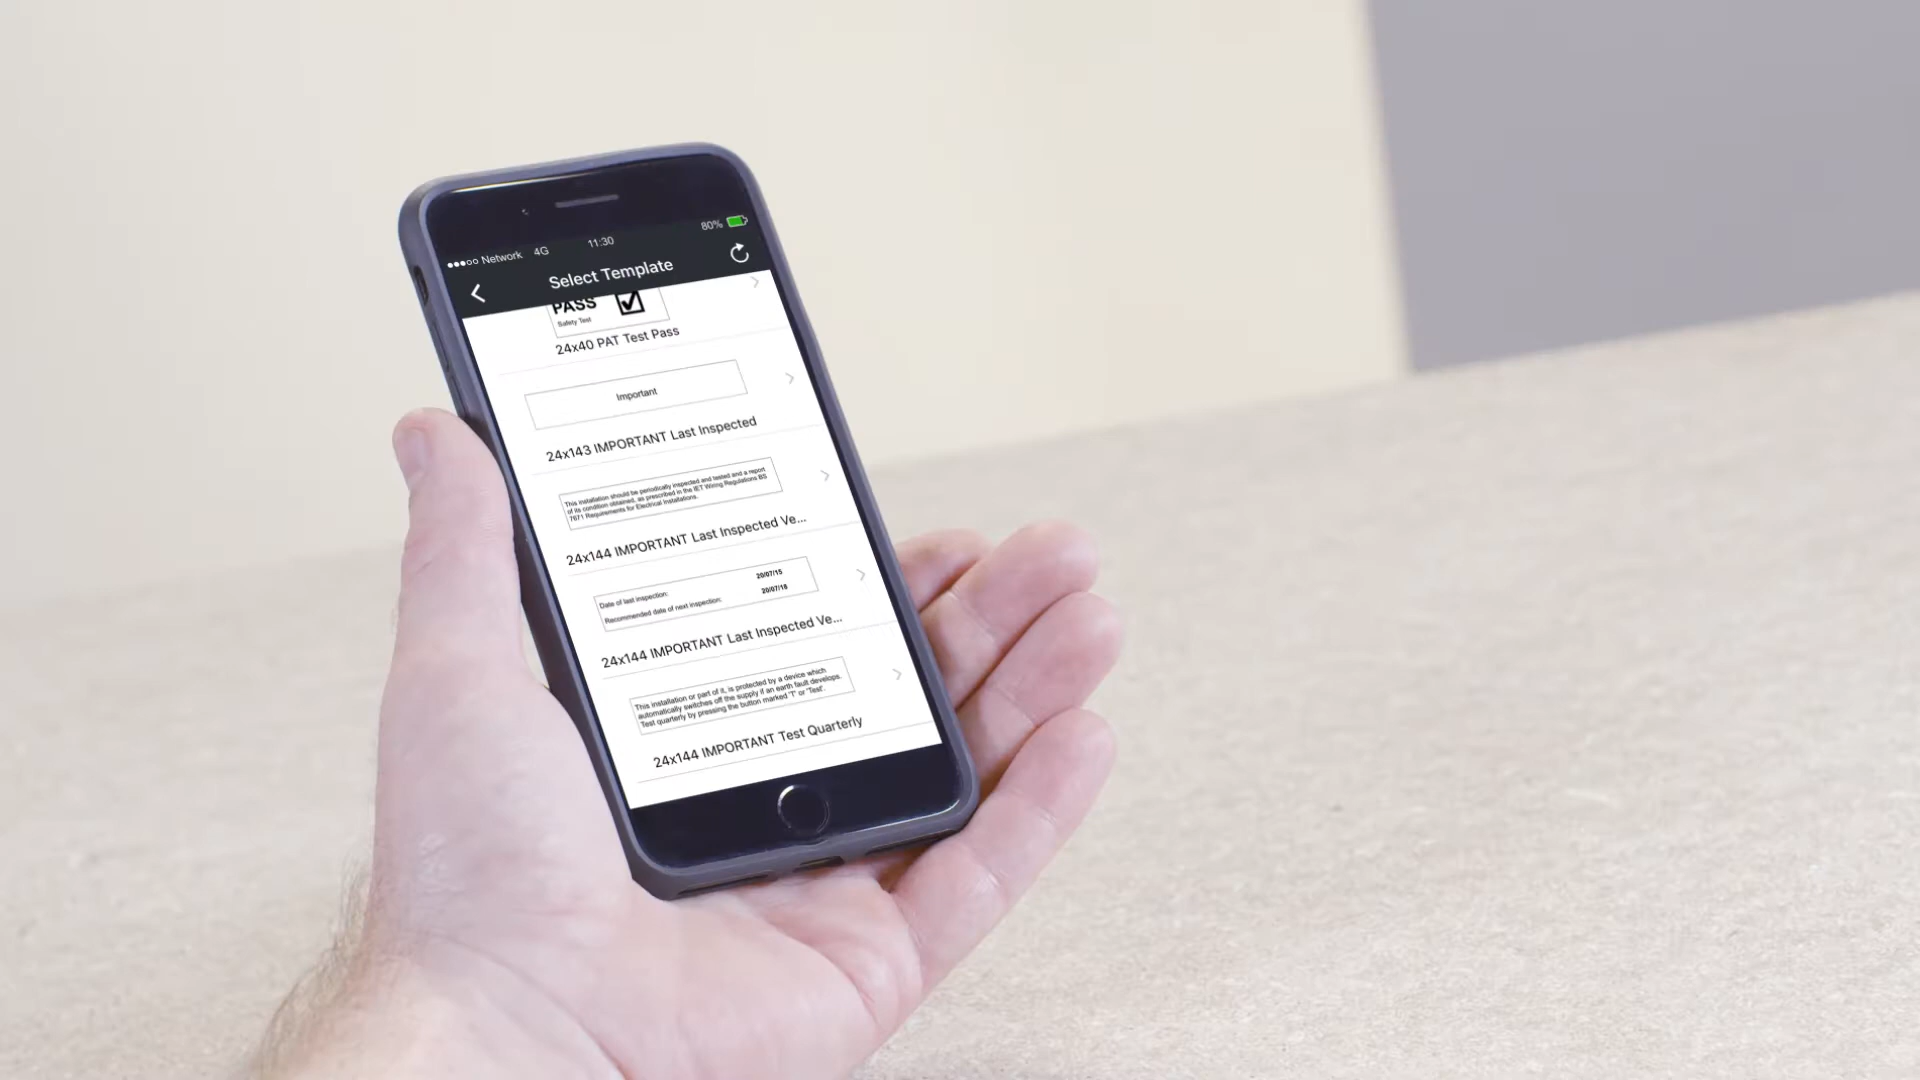 Network 4G 11:30 80%
Select Template
PASS
Safety Test
24x40 PAT Test Pass
Important
24x143 IMPORTANT Last Inspected
This installation should be periodically inspected and tested and a report
of its condition obtained, as prescribed in the IET Wiring Regulations BS
7671 Requirements for Electrical Installations.
24x144 IMPORTANT Last Inspected Ve...
Date of last inspection: 20/07/15
Recommended date of next inspection: 20/07/18
24x144 IMPORTANT Last Inspected Ve...
This installation or part of it, is protected by a device which
automatically switches off the supply if an earth fault develops.
Test quarterly by pressing the button marked 'T' or 'Test'.
24x144 IMPORTANT Test Quarterly